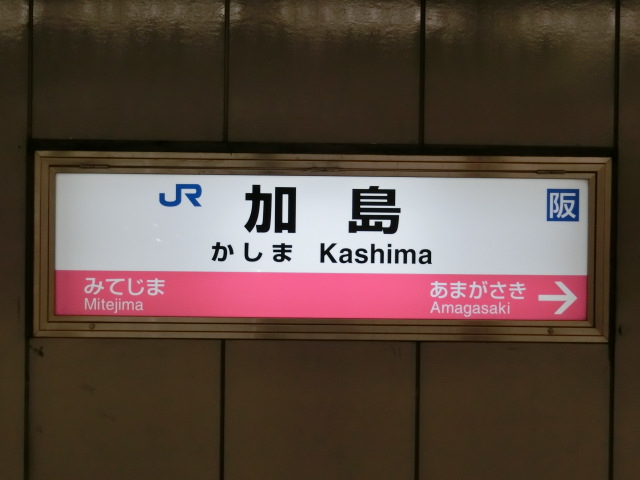 JR 加島 阪
かしま Kashima
みてじま あまがさき →
Mitejima Amagasaki